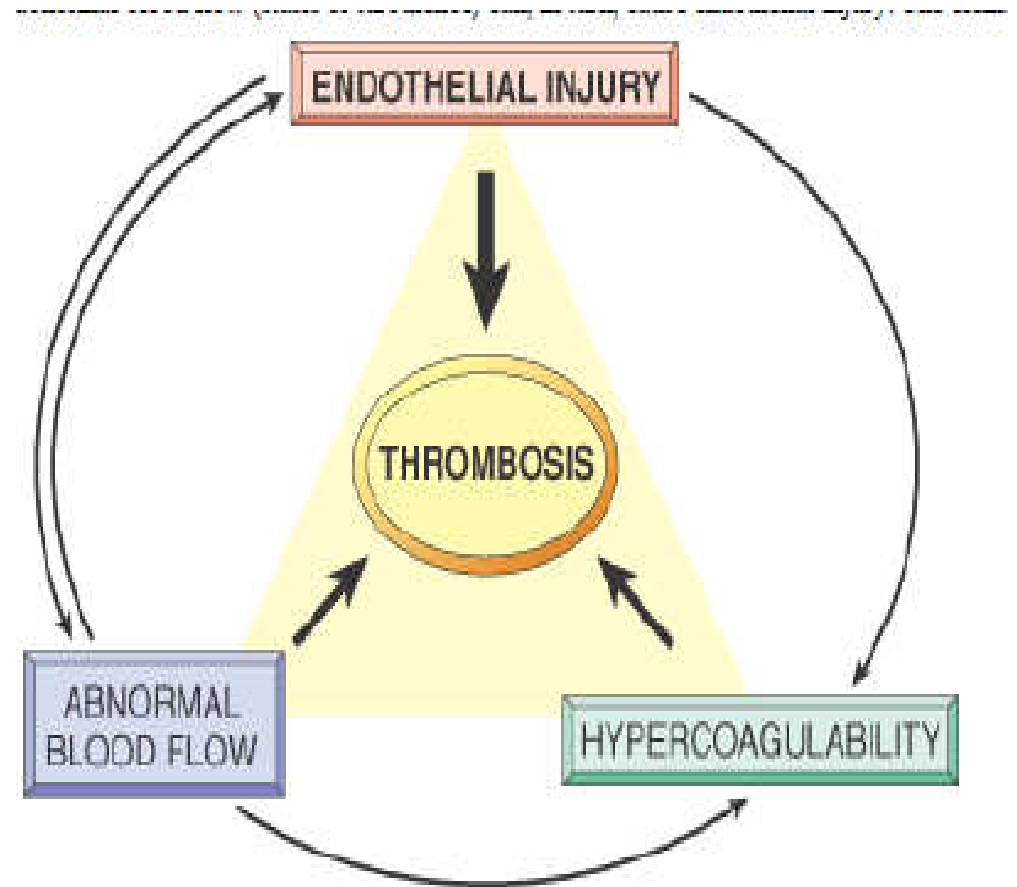 ENDOTHELIAL INJURY
THROMBOSIS
ABNORMAL
BLOOD FLOW
HYPERCOAGULABILITY